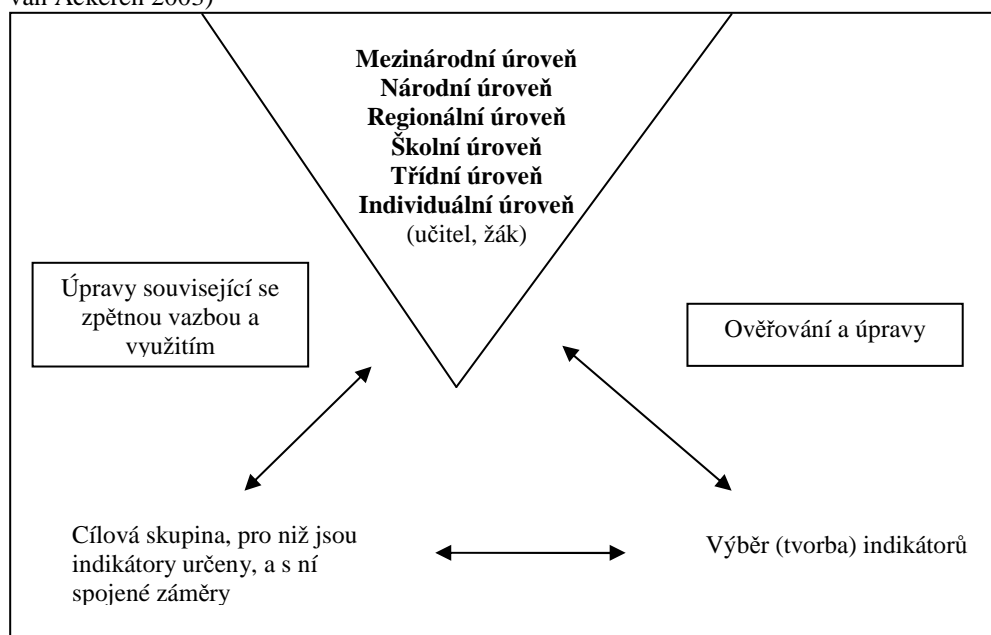 van Ackeren 2003)
Mezinárodní úroveň
Národní úroveň
Regionální úroveň
Školní úroveň
Třídní úroveň
Individuální úroveň
(učitel, žák)
Úpravy související se
zpětnou vazbou a
využitím
Ověřování a úpravy
Cílová skupina, pro niž jsou
indikátory určeny, a s ní
spojené záměry
Výběr (tvorba) indikátorů